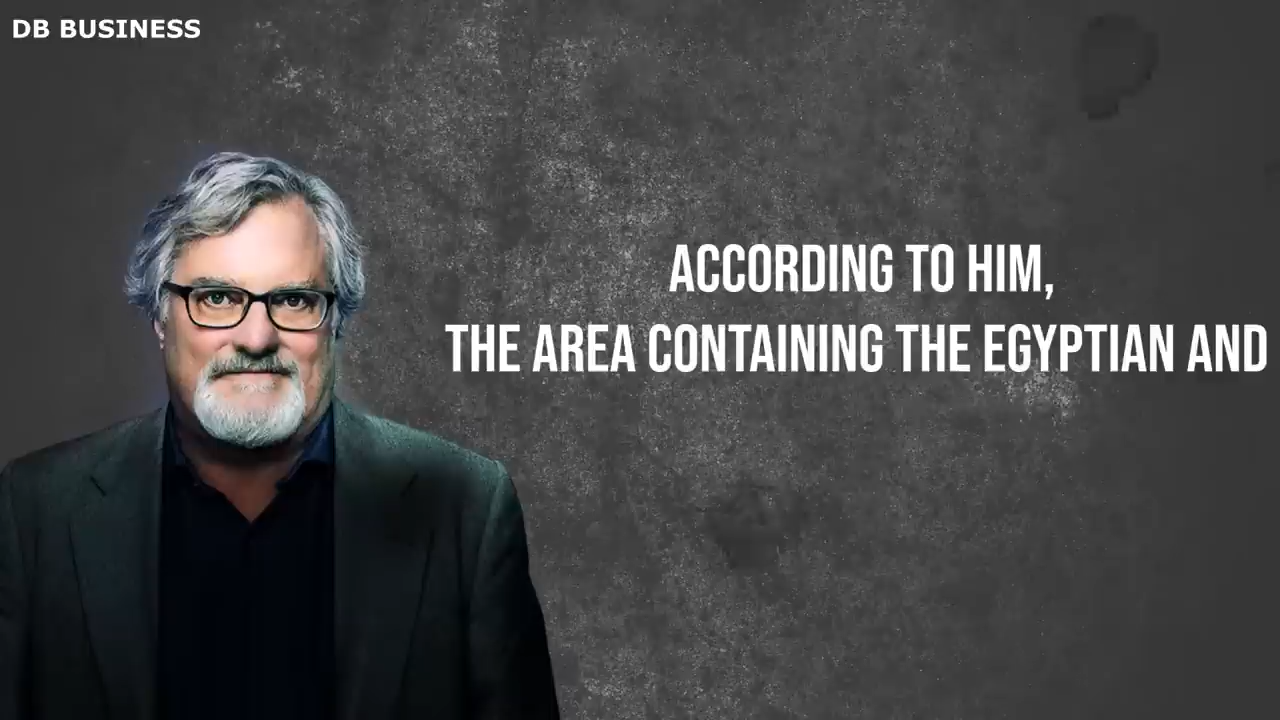 DB BUSINESS
ACCORDING TO HIM,
THE AREA CONTAINING THE EGYPTIAN AND